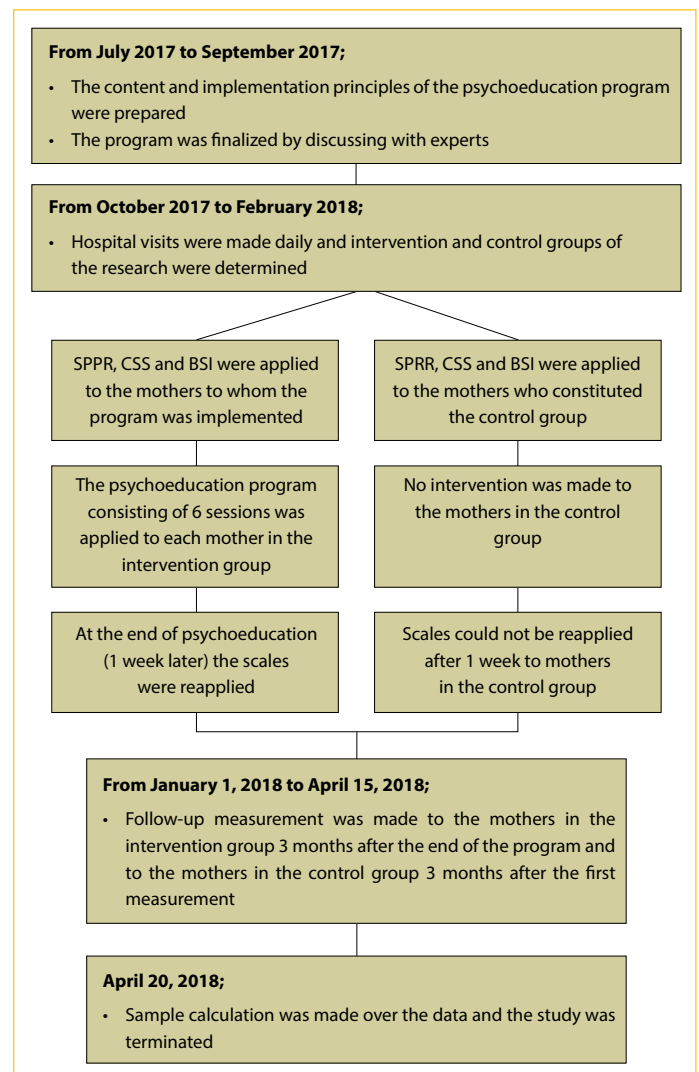 From July 2017 to September 2017;
• The content and implementation principles of the psychoeducation program
were prepared
• The program was finalized by discussing with experts
From October 2017 to February 2018;
• Hospital visits were made daily and intervention and control groups of
the research were determined
SPPR, CSS and BSI were applied
to the mothers to whom the
program was implemented
SPRR, CSS and BSI were applied
to the mothers who constituted
the control group
The psychoeducation program
consisting of 6 sessions was
applied to each mother in the
intervention group
No intervention was made to
the mothers in the control
group
At the end of psychoeducation
(1 week later) the scales
were reapplied
Scales could not be reapplied
after 1 week to mothers
in the control group
From January 1, 2018 to April 15, 2018;
• Follow-up measurement was made to the mothers in the
intervention group 3 months after the end of the program and
to the mothers in the control group 3 months after the first
measurement
April 20, 2018;
• Sample calculation was made over the data and the study was
terminated